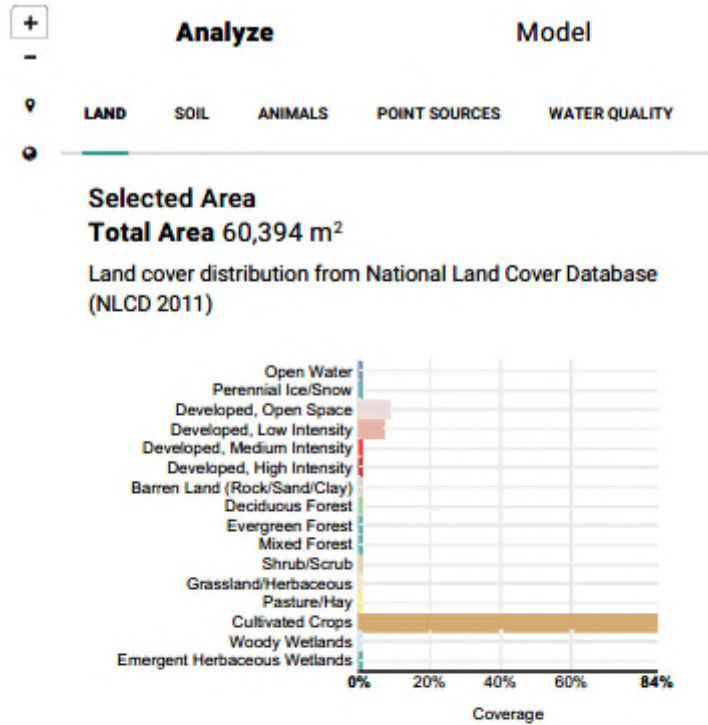 +
Analyze Model
-
LAND SOIL ANIMALS POINT SOURCES WATER QUALITY
Selected Area
Total Area 60,394 m²
Land cover distribution from National Land Cover Database
(NLCD 2011)
Open Water
Perennial Ice/Snow
Developed, Open Space
Developed, Low Intensity
Developed, Medium Intensity
Developed, High Intensity
Barren Land (Rock/Sand/Clay)
Deciduous Forest
Evergreen Forest
Mixed Forest
Shrub/Scrub
Grassland/Herbaceous
Pasture/Hay
Cultivated Crops
Woody Wetlands
Emergent Herbaceous Wetlands
0% 20% 40% 60% 84%
Coverage